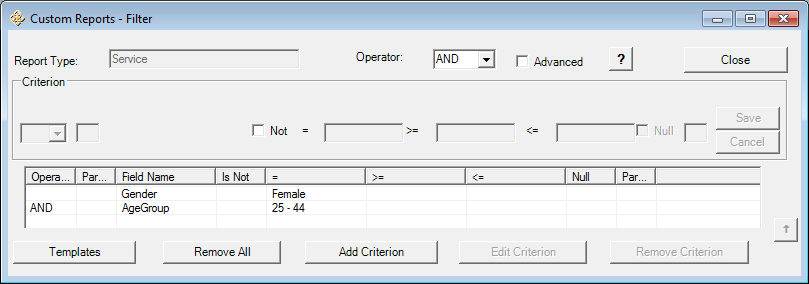 Custom Reports - Filter
Report Type: Service Operator: AND Advanced ? Close
Criterion
Not = >= <= Null Save
Cancel
Opera... Par... Field Name Is Not = >= <= Null Par...
Gender Female
AND AgeGroup 25 - 44
Templates Remove All Add Criterion Edit Criterion Remove Criterion